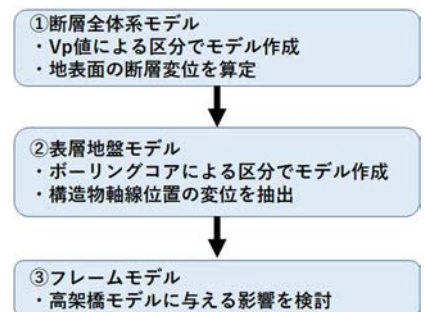 ①断層全体系モデル
・Vp値による区分でモデル作成
・地表面の断層変位を算定
②表層地盤モデル
・ボーリングコアによる区分でモデル作成
・構造物軸線位置の変位を抽出
③フレームモデル
・高架橋モデルに与える影響を検討